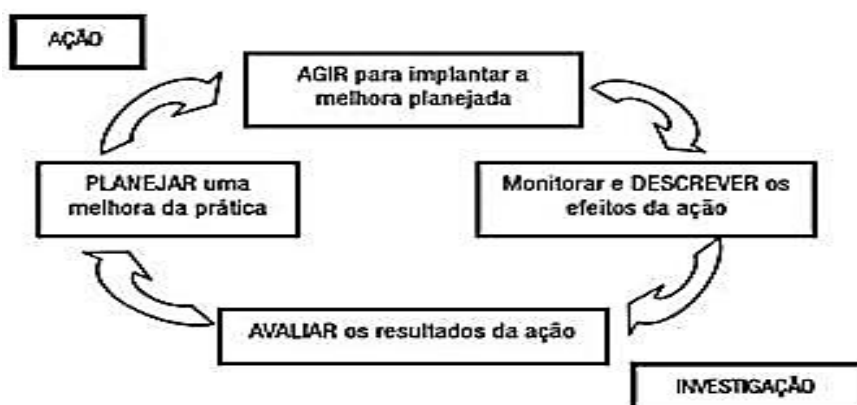 AÇÃO
AGIR para implantar a
melhora planejada
PLANEJAR uma
melhora da prática
Monitorar e DESCREVER os
efeitos da ação
AVALIAR os resultados da ação
INVESTIGAÇÃO